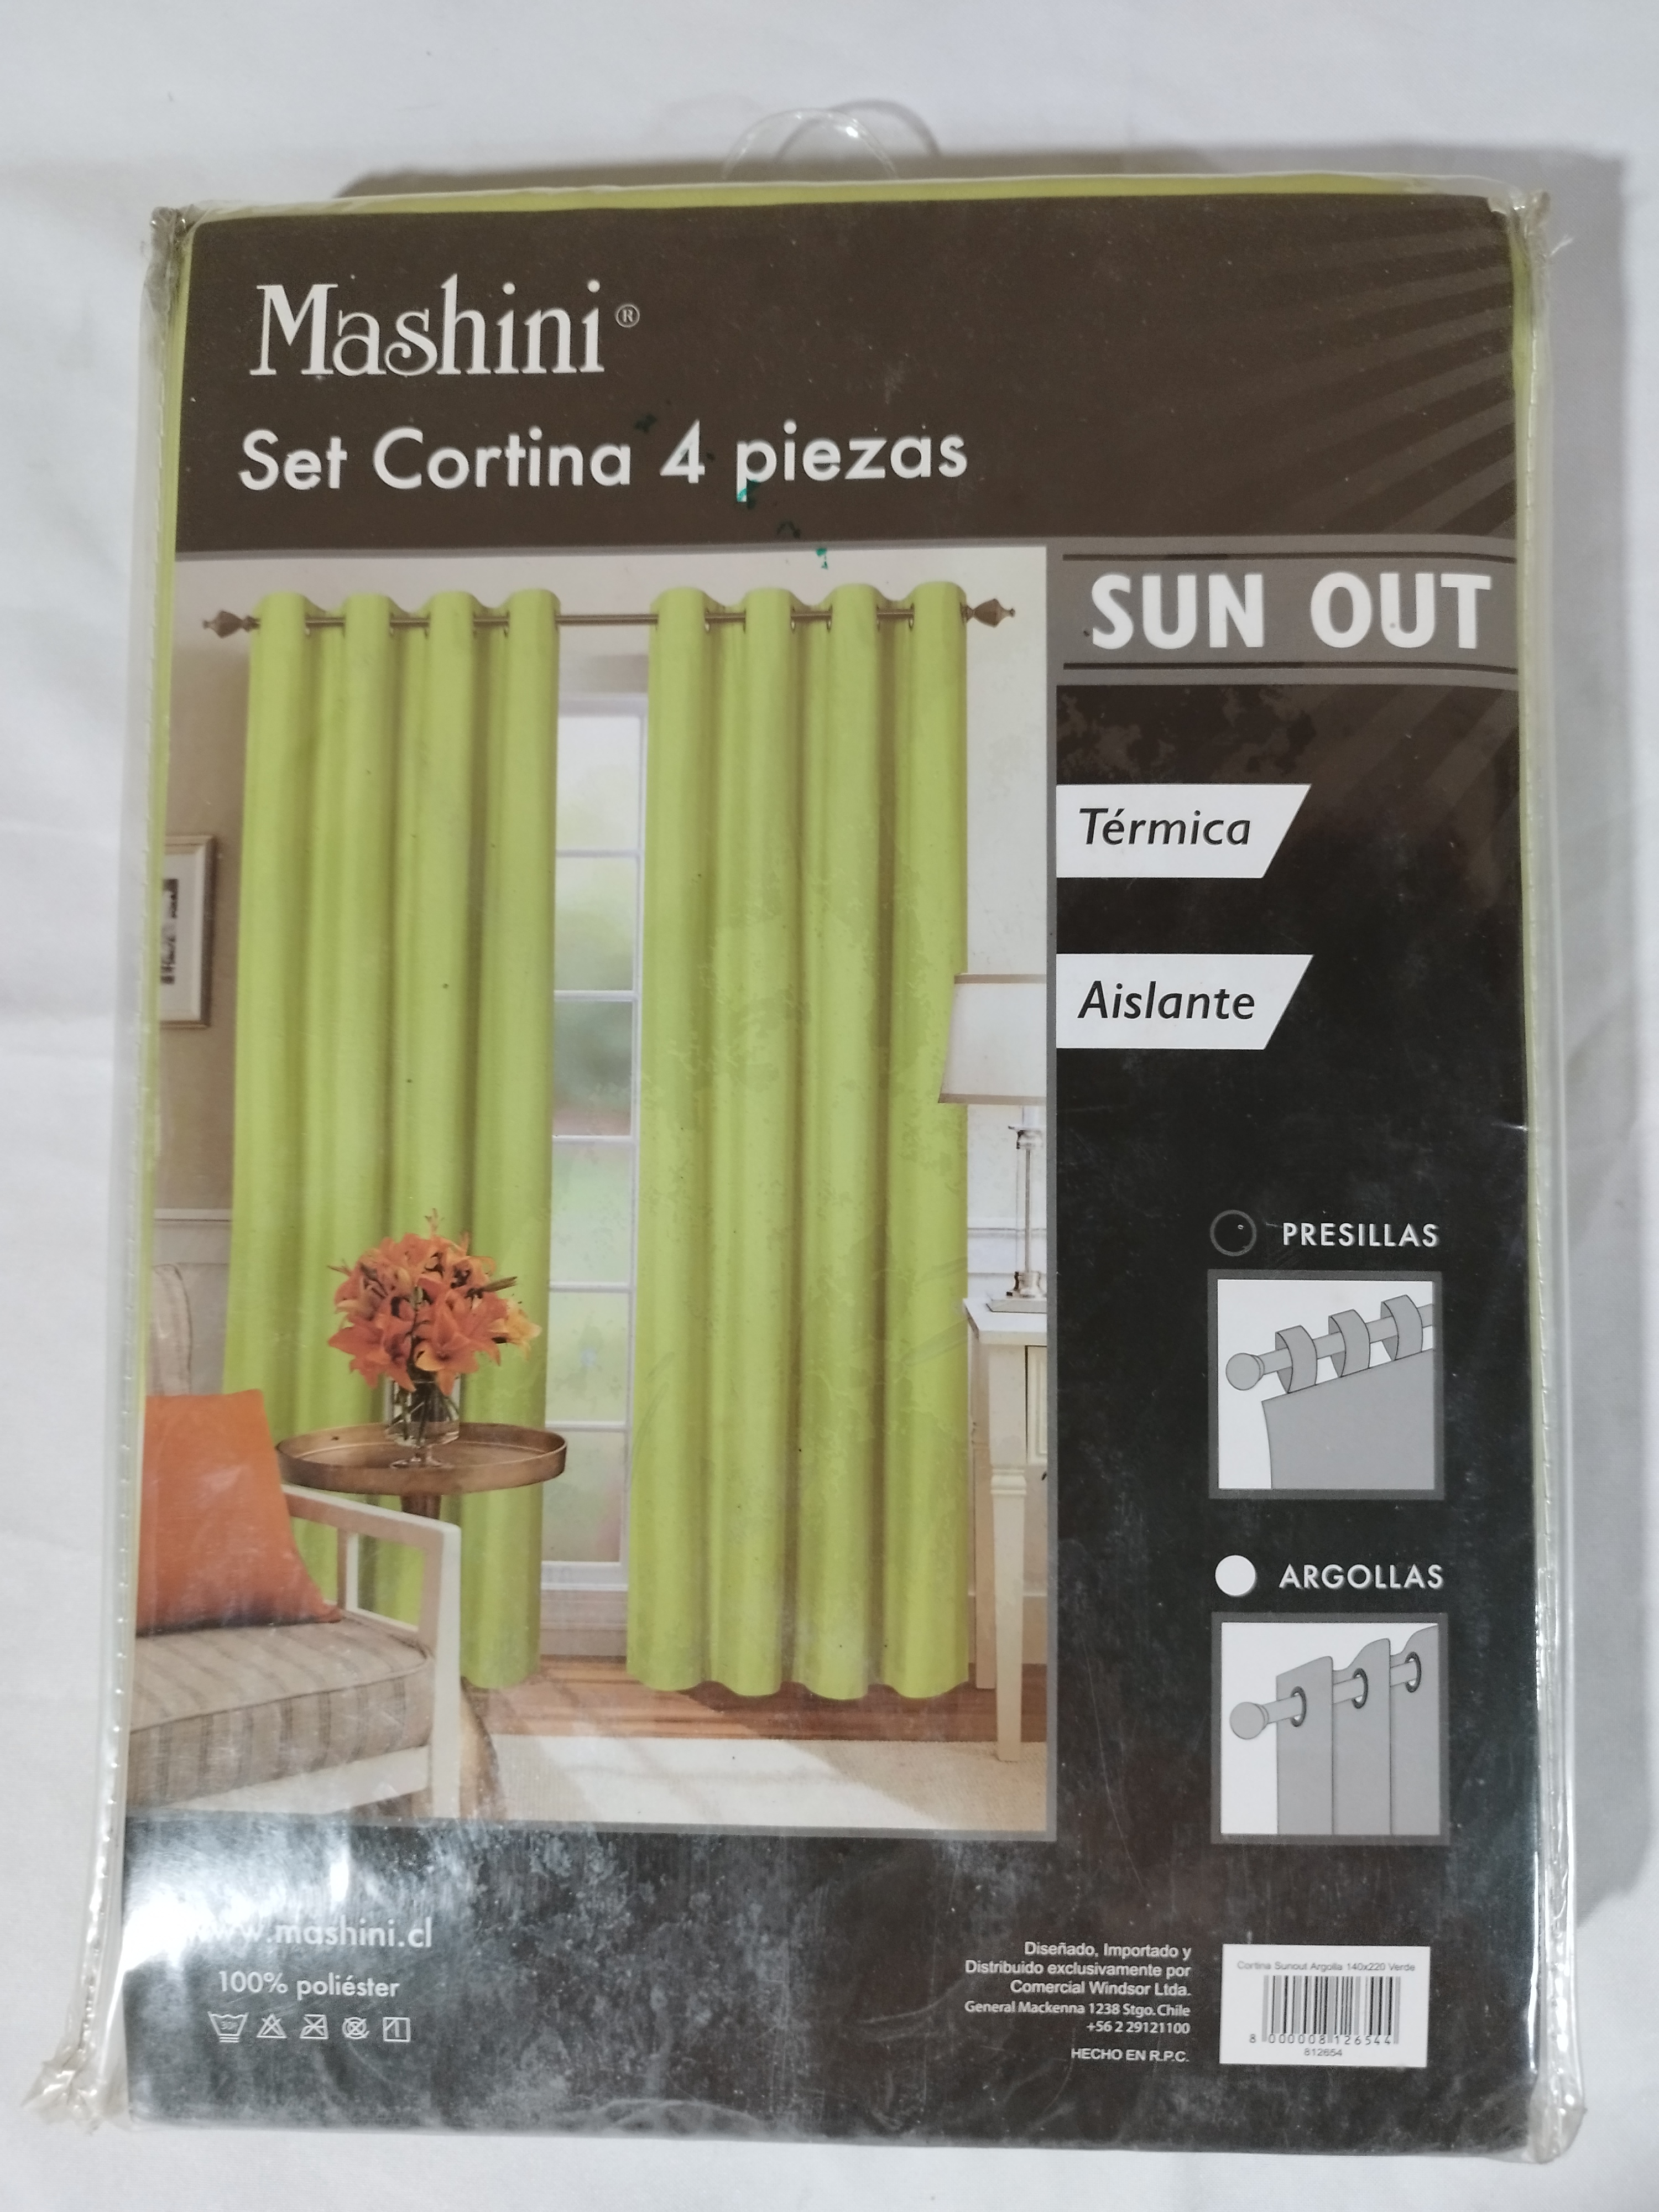 Mashini®
Set Cortina 4 piezas
SUN OUT
Térmica
Aislante
PRESILLAS
ARGOLLAS
www.mashini.cl
100% poliéster
30º
Diseñado, Importado y
Distribuido exclusivamente por
Comercial Windsor Ltda.
General Mackenna 1238 Stgo. Chile
+56 2 29121100
HECHO EN R.P.C.
Cortina Sunout Argolla 140x220 Verde
8 000008 126544
812654